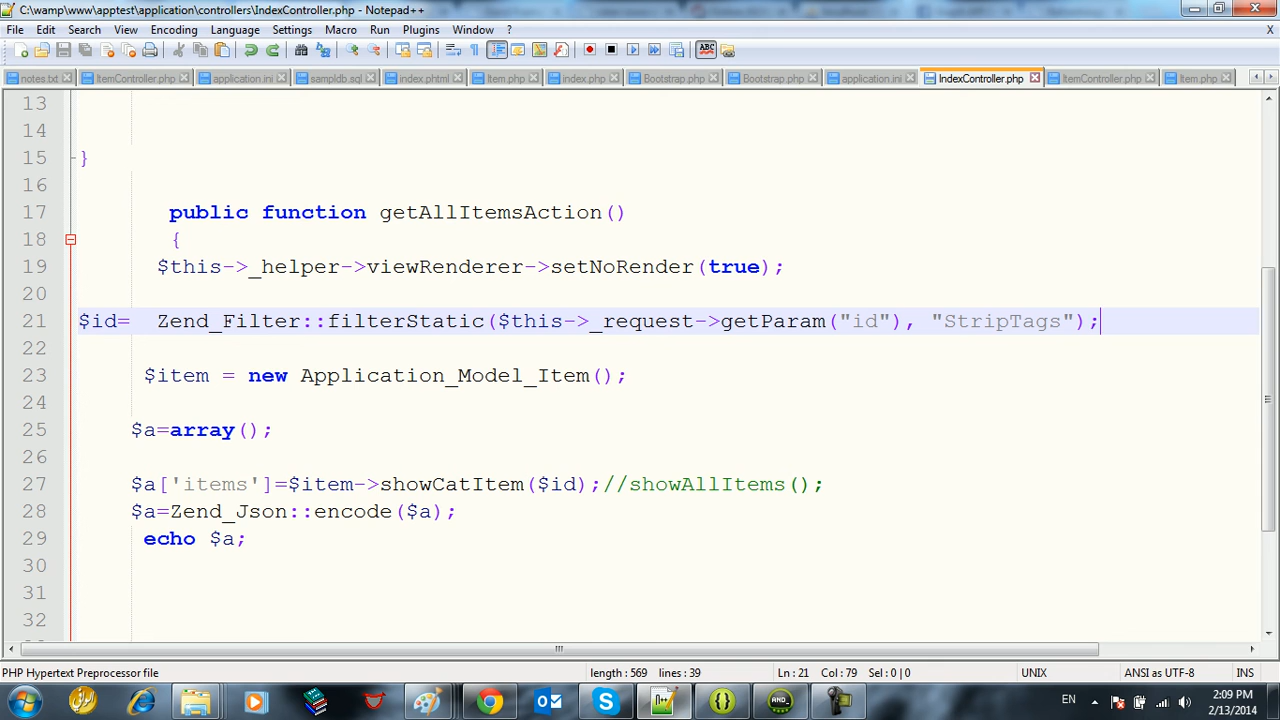 C:\wamp\www\apptest\application\controllers\IndexController.php - Notepad++
File Edit Search View Encoding Language Settings Macro Run Plugins Window ? X
notes.txt ItemController.php application.ini sampldb.sql index.phtml Item.php index.php Bootstrap.php Bootstrap.php application.ini IndexController.php ItemController.php Item.php
13
14
15 }
16
17 public function getAllItemsAction()
18 {
19 $this->_helper->viewRenderer->setNoRender(true);
20
21 $id=  Zend_Filter::filterStatic($this->_request->getParam("id"), "StripTags");
22
23 $item = new Application_Model_Item();
24
25 $a=array();
26
27 $a['items']=$item->showCatItem($id);//showAllItems();
28 $a=Zend_Json::encode($a);
29 echo $a;
30
31
32
PHP Hypertext Preprocessor file length : 569 lines : 39 Ln : 21 Col : 79 Sel : 0 | 0 UNIX ANSI as UTF-8 INS
EN 2:09 PM
2/13/2014